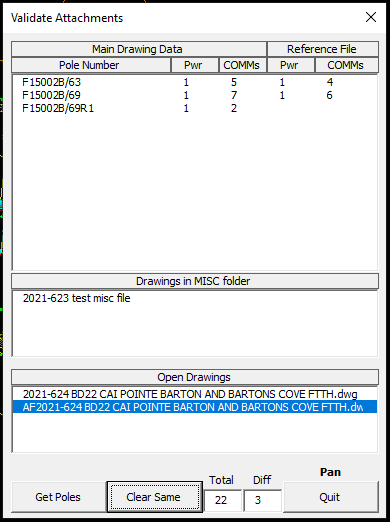 Validate Attachments
Main Drawing Data Reference File
Pole Number Pwr COMMs Pwr COMMs
F15002B/63 1 5 1 4
F15002B/69 1 7 1 6
F15002B/69R1 1 2
Drawings in MISC folder
2021-623 test misc file
Open Drawings
2021-624 BD22 CAI POINTE BARTON AND BARTONS COVE FTTH.dwg
AF2021-624 BD22 CAI POINTE BARTON AND BARTONS COVE FTTH.dw
Total Diff Pan
Get Poles Clear Same 22 3 Quit